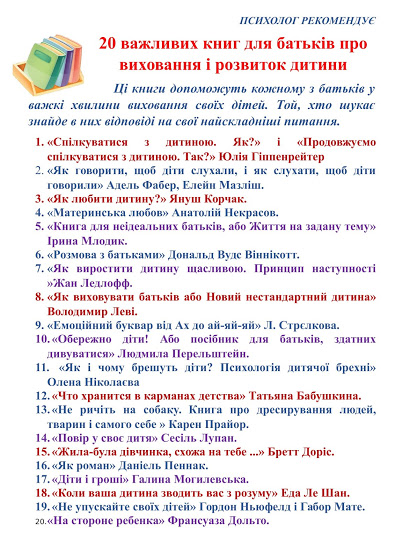 ПСИХОЛОГ РЕКОМЕНДУЄ
20 важливих книг для батьків про
виховання і розвиток дитини
Ці книги допоможуть кожному з батьків у
важкі хвилини виховання своїх дітей. Той, хто шукає
знайде в них відповіді на свої найскладніші питання.
1. «Спілкуватися з дитиною. Як?» і «Продовжуємо
спілкуватися з дитиною. Так?» Юлія Гіппенрейтер
2. «Як говорити, щоб діти слухали, і як слухати, щоб діти
говорили» Адель Фабер, Елейн Мазліш.
3. «Як любити дитину?» Януш Корчак.
4. «Материнська любов» Анатолій Некрасов.
5. «Книга для неідеальних батьків, або Життя на задану тему»
Ірина Млодик.
6. «Розмова з батьками» Дональд Вудс Віннікотт.
7. «Як виростити дитину щасливою. Принцип наступності
»Жан Ледлофф.
8. «Як виховувати батьків або Новий нестандартний дитина»
Володимир Леві.
9. «Емоційний буквар від Ах до ай-яй-яй» Л. Стрєлкова.
10. «Обережно діти! Або посібник для батьків, здатних
дивуватися» Людмила Перельштейн.
11. «Як і чому брешуть діти? Психологія дитячої брехні»
Олена Ніколаєва
12. «Что хранится в карманах детства» Татьяна Бабушкина.
13. «Не ричіть на собаку. Книга про дресирування людей,
тварин і самого себе » Карен Прайор.
14. «Повір у своє дитя» Сесіль Лупан.
15. «Жила-була дівчинка, схожа на тебе ...» Бретт Доріс.
16. «Як роман» Даніель Пеннак.
17. «Діти і гроші» Галина Могилевська.
18. «Коли ваша дитина зводить вас з розуму» Еда Ле Шан.
19. «Не упускайте своїх дітей» Гордон Ньюфелд і Габор Мате.
20. «На стороне ребенка» Франсуаза Дольто.